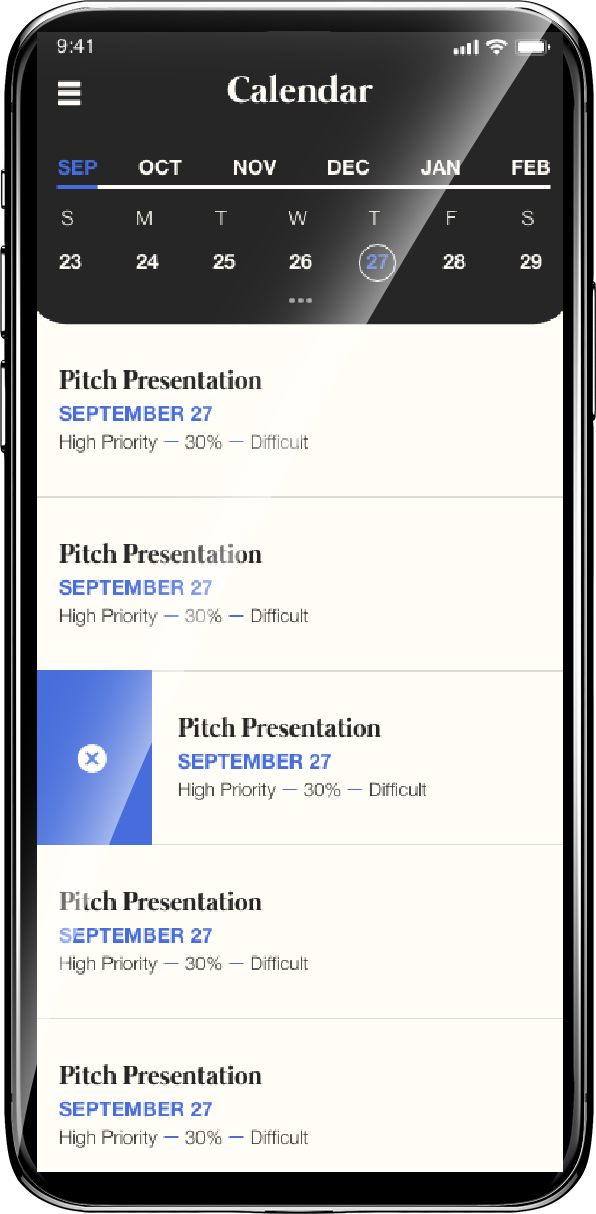 9:41
Calendar
SEP OCT NOV DEC JAN FEB
S M T W T F S
23 24 25 26 27 28 29
Pitch Presentation
SEPTEMBER 27
High Priority — 30% — Difficult
Pitch Presentation
SEPTEMBER 27
High Priority — 30% — Difficult
Pitch Presentation
SEPTEMBER 27
High Priority — 30% — Difficult
Pitch Presentation
SEPTEMBER 27
High Priority — 30% — Difficult
Pitch Presentation
SEPTEMBER 27
High Priority — 30% — Difficult